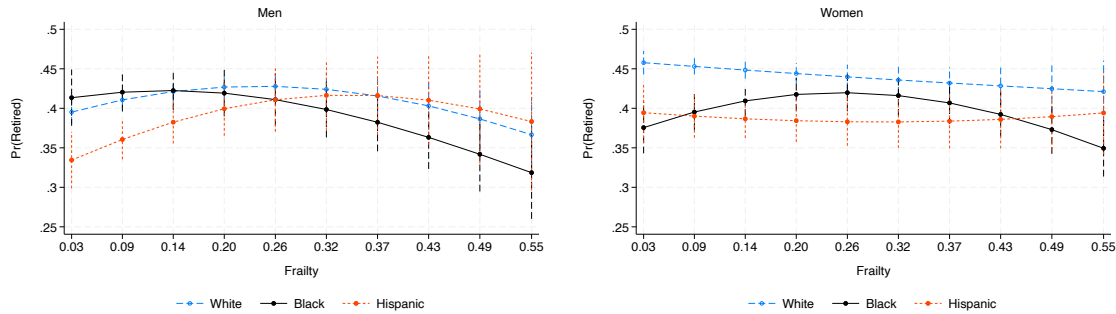 Men
Pr(Retired)
.5
.45
.4
.35
.3
.25
0.03 0.09 0.14 0.20 0.26 0.32 0.37 0.43 0.49 0.55
Frailty
White Black Hispanic
Women
Pr(Retired)
.5
.45
.4
.35
.3
.25
0.03 0.09 0.14 0.20 0.26 0.32 0.37 0.43 0.49 0.55
Frailty
White Black Hispanic